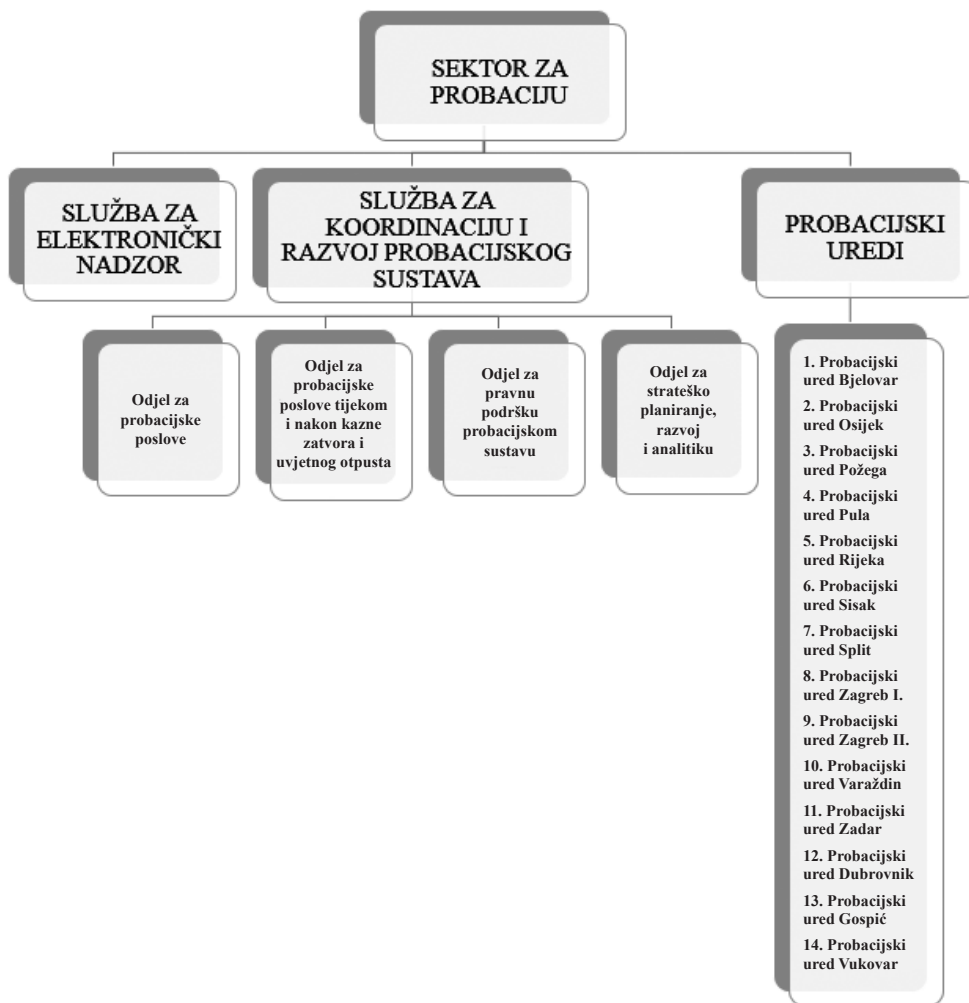 SEKTOR ZA
PROBACIJU
SLUŽBA ZA
ELEKTRONIČKI
NADZOR
SLUŽBA ZA
KOORDINACIJU I
RAZVOJ PROBACIJSKOG
SUSTAVA
PROBACIJSKI
UREDI
Odjel za
probacijske
poslove
Odjel za
probacijske
poslove tijekom
i nakon kazne
zatvora i
uvjetnog otpusta
Odjel za
pravnu
podršku
probacijskom
sustavu
Odjel za
strateško
planiranje,
razvoj
i analitiku
1. Probacijski
ured Bjelovar
2. Probacijski
ured Osijek
3. Probacijski
ured Požega
4. Probacijski
ured Pula
5. Probacijski
ured Rijeka
6. Probacijski
ured Sisak
7. Probacijski
ured Split
8. Probacijski
ured Zagreb I.
9. Probacijski
ured Zagreb II.
10. Probacijski
ured Varaždin
11. Probacijski
ured Zadar
12. Probacijski
ured Dubrovnik
13. Probacijski
ured Gospić
14. Probacijski
ured Vukovar